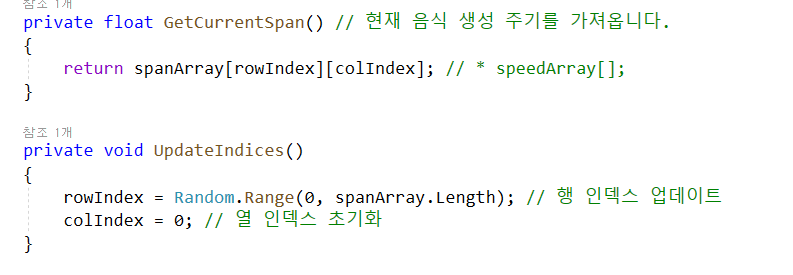 참조 1개
private float GetCurrentSpan() // 현재 음식 생성 주기를 가져옵니다.
{
    return spanArray[rowIndex][colIndex]; // * speedArray[];
}
참조 1개
private void UpdateIndices()
{
    rowIndex = Random.Range(0, spanArray.Length); // 행 인덱스 업데이트
    colIndex = 0; // 열 인덱스 초기화
}